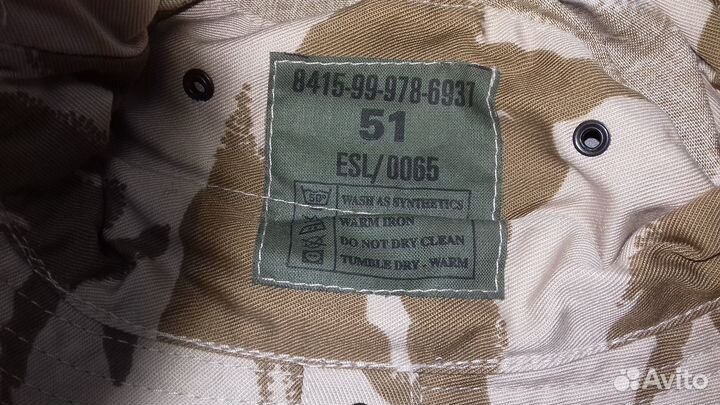 8415-99-978-6937
51
ESL/0065
50
WASH AS SYNTHETICS
WARM IRON
DO NOT DRY CLEAN
TUMBLE DRY - WARM
Avito